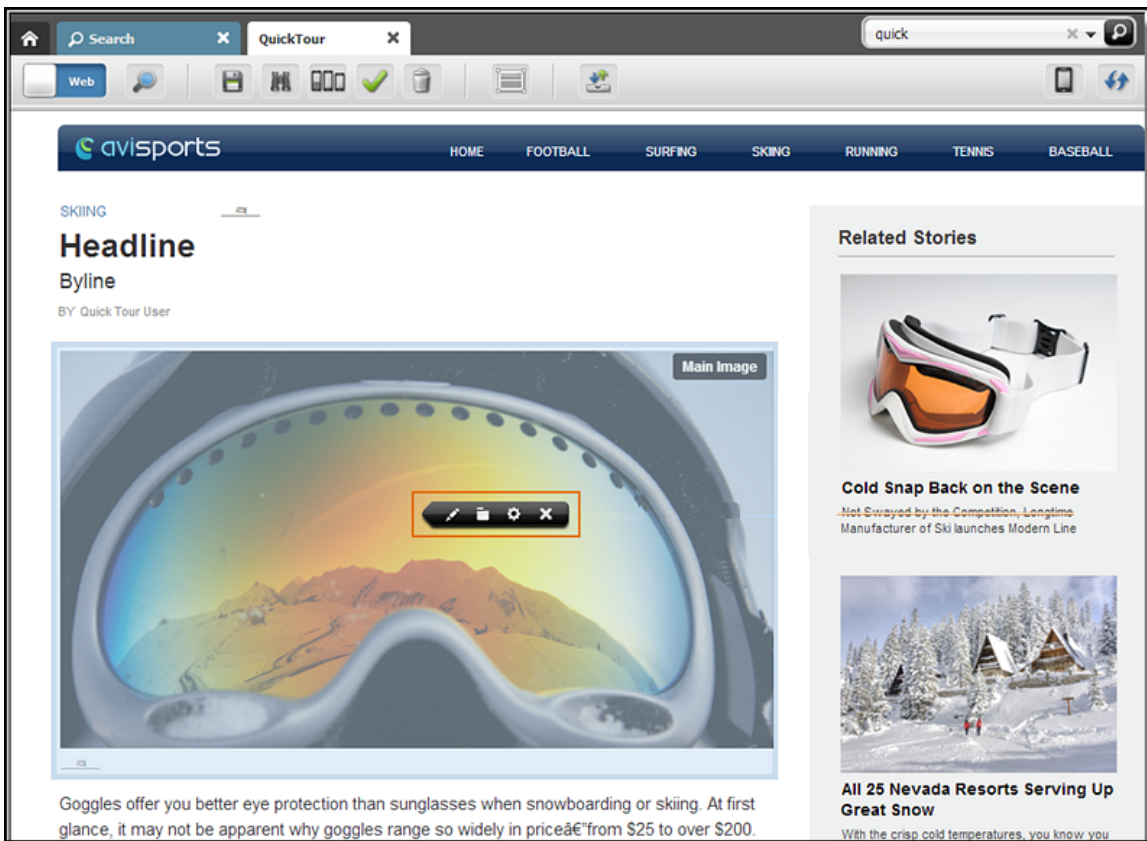 Search
QuickTour
quick
Web
avisports
HOME FOOTBALL SURFING SKIING RUNNING TENNIS BASEBALL
SKIING
Headline
Byline
BY Quick Tour User
Main Image
Goggles offer you better eye protection than sunglasses when snowboarding or skiing. At first
glance, it may not be apparent why goggles range so widely in priceâ€”from $25 to over $200.
Related Stories
Cold Snap Back on the Scene
Not Swayed by the Competition, Longtime
Manufacturer of Ski launches Modern Line
All 25 Nevada Resorts Serving Up
Great Snow
With the crisp cold temperatures, you know you